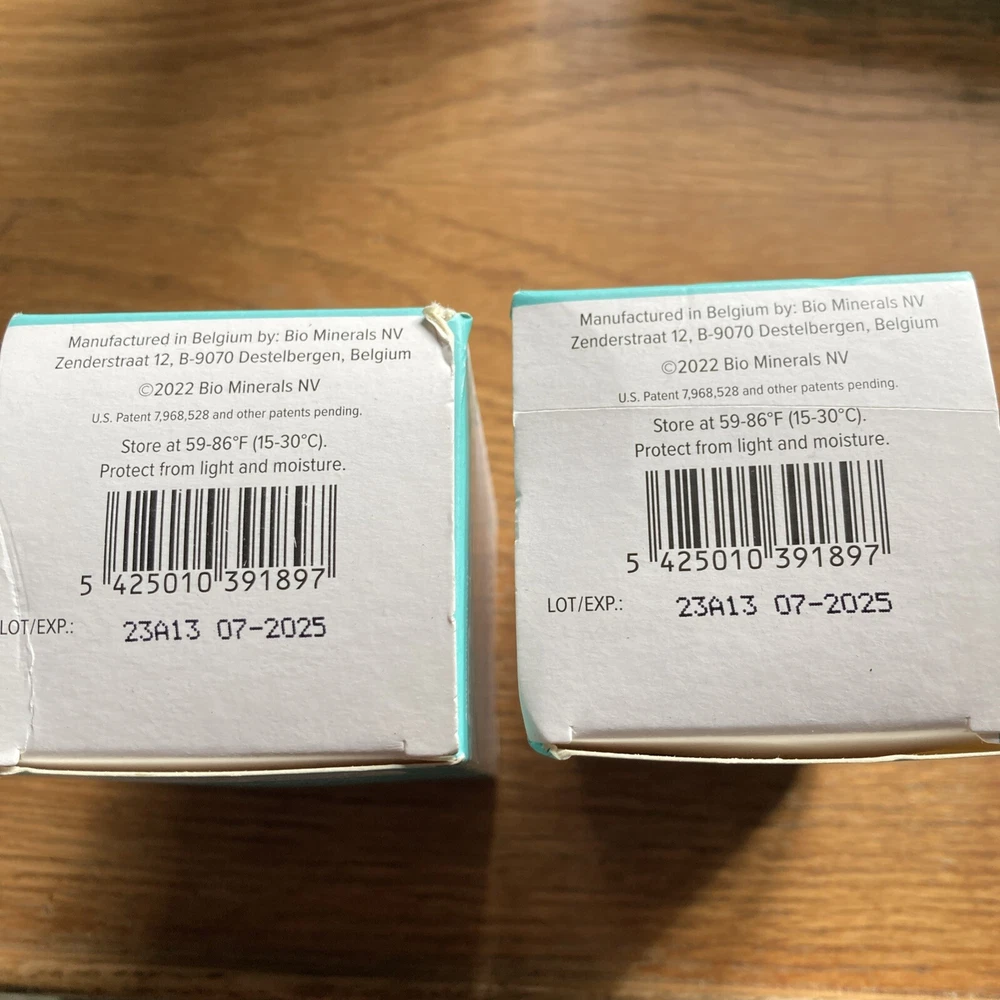 Manufactured in Belgium by: Bio Minerals NV
Zenderstraat 12, B-9070 Destelbergen, Belgium
©2022 Bio Minerals NV
U.S. Patent 7,968,528 and other patents pending.
Store at 59-86°F (15-30°C).
Protect from light and moisture.
5 425010 391897
LOT/EXP.: 23A13 07-2025
Manufactured in Belgium by: Bio Minerals NV
Zenderstraat 12, B-9070 Destelbergen, Belgium
©2022 Bio Minerals NV
U.S. Patent 7,968,528 and other patents pending.
Store at 59-86°F (15-30°C).
Protect from light and moisture.
5 425010 391897
LOT/EXP.: 23A13 07-2025